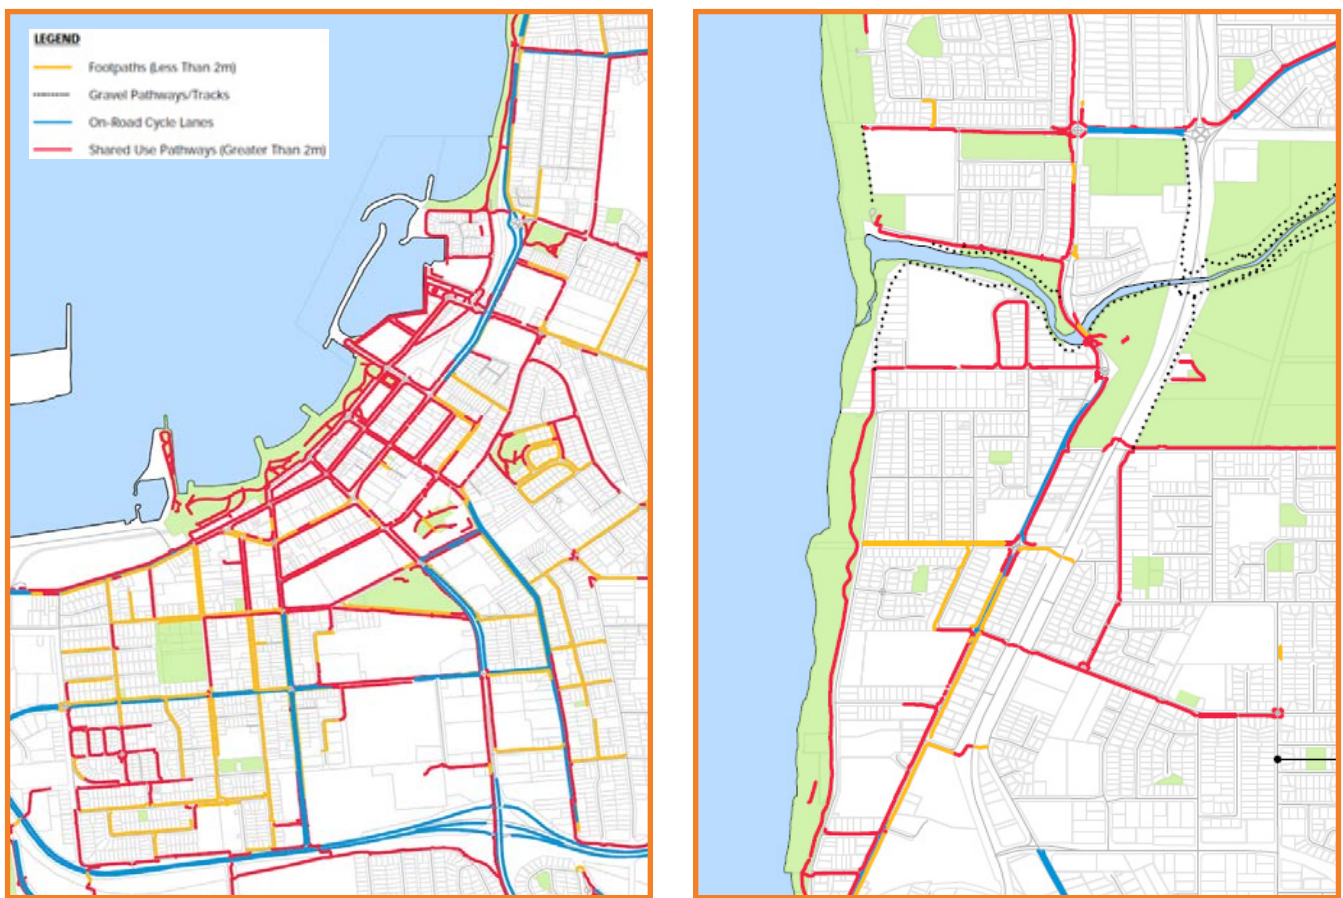 LEGEND
Footpaths (Less Than 2m)
Gravel Pathways/Tracks
On-Road Cycle Lanes
Shared Use Pathways (Greater Than 2m)